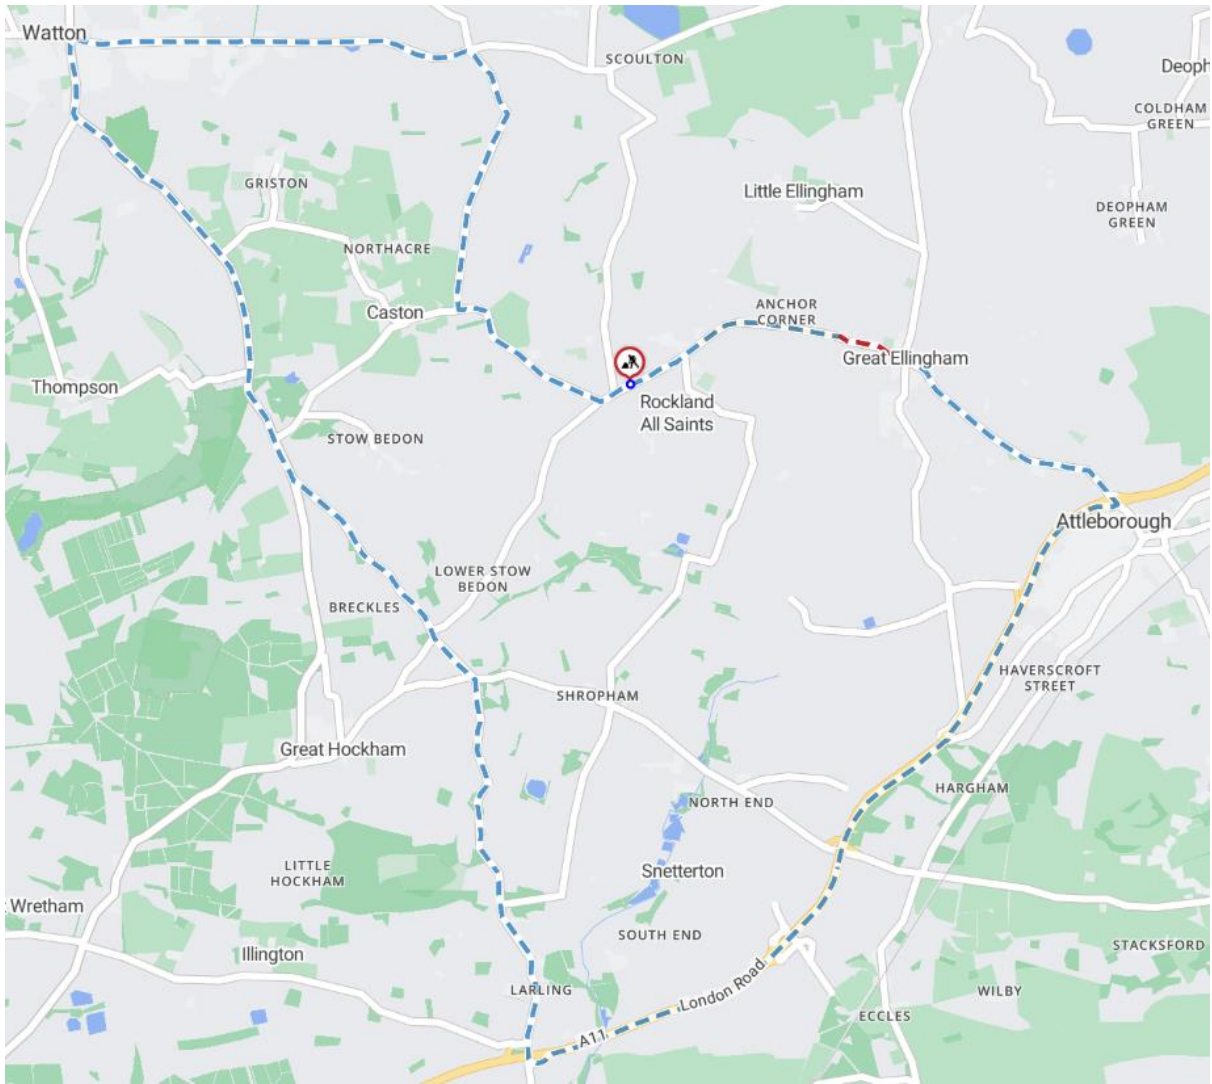 Watton
SCOULTON
Deoph
COLDHAM
GREEN
GRISTON
Little Ellingham
DEOPHAM
GREEN
NORTHACRE
Caston
ANCHOR
CORNER
Great Ellingham
Thompson
Rockland
All Saints
STOW BEDON
Attleborough
LOWER STOW
BEDON
BRECKLES
HAVERSCROFT
STREET
SHROPHAM
Great Hockham
HARGHAM
NORTH END
LITTLE
HOCKHAM
Snetterton
Wretham
SOUTH END
STACKSFORD
Illington
LARLING
London Road
WILBY
ECCLES
A11